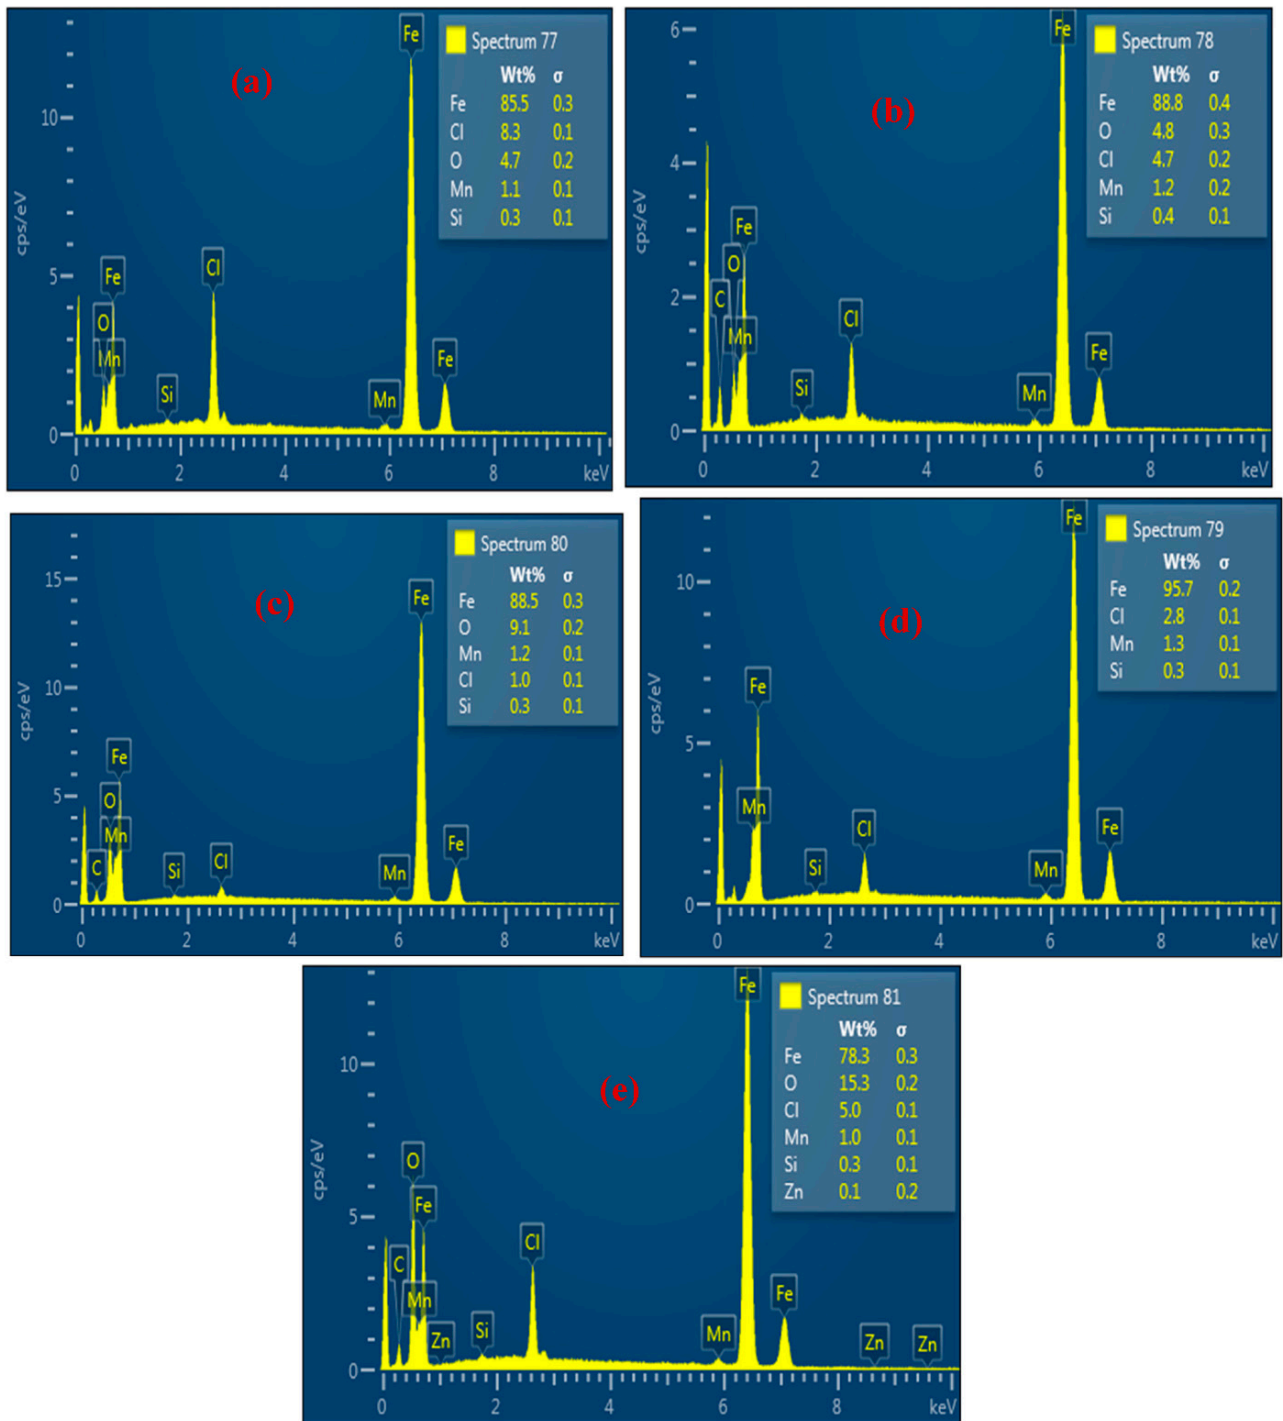 (a)
Spectrum 77
Wt% σ
Fe 85.5 0.3
Cl 8.3 0.1
O 4.7 0.2
Mn 1.1 0.1
Si 0.3 0.1
cps/eV
10
5
0
O
Fe
Mn
Si
Cl
Mn
Fe
Fe
0 2 4 6 8 keV
(b)
Spectrum 78
Wt% σ
Fe 88.8 0.4
O 4.8 0.3
Cl 4.7 0.2
Mn 1.2 0.2
Si 0.4 0.1
cps/eV
6
4
2
0
C
O
Fe
Mn
Si
Cl
Mn
Fe
Fe
0 2 4 6 8 keV
(c)
Spectrum 80
Wt% σ
Fe 88.5 0.3
O 9.1 0.2
Mn 1.2 0.1
Cl 1.0 0.1
Si 0.3 0.1
cps/eV
15
10
5
0
C
O
Fe
Mn
Si
Cl
Mn
Fe
Fe
0 2 4 6 8 keV
(d)
Spectrum 79
Wt% σ
Fe 95.7 0.2
Cl 2.8 0.1
Mn 1.3 0.1
Si 0.3 0.1
cps/eV
10
5
0
Mn
Fe
Si
Cl
Mn
Fe
Fe
0 2 4 6 8 keV
(e)
Spectrum 81
Wt% σ
Fe 78.3 0.3
O 15.3 0.2
Cl 5.0 0.1
Mn 1.0 0.1
Si 0.3 0.1
Zn 0.1 0.2
cps/eV
10
5
0
C
O
Fe
Mn
Zn
Si
Cl
Mn
Fe
Fe
Zn
Zn
0 2 4 6 8 keV